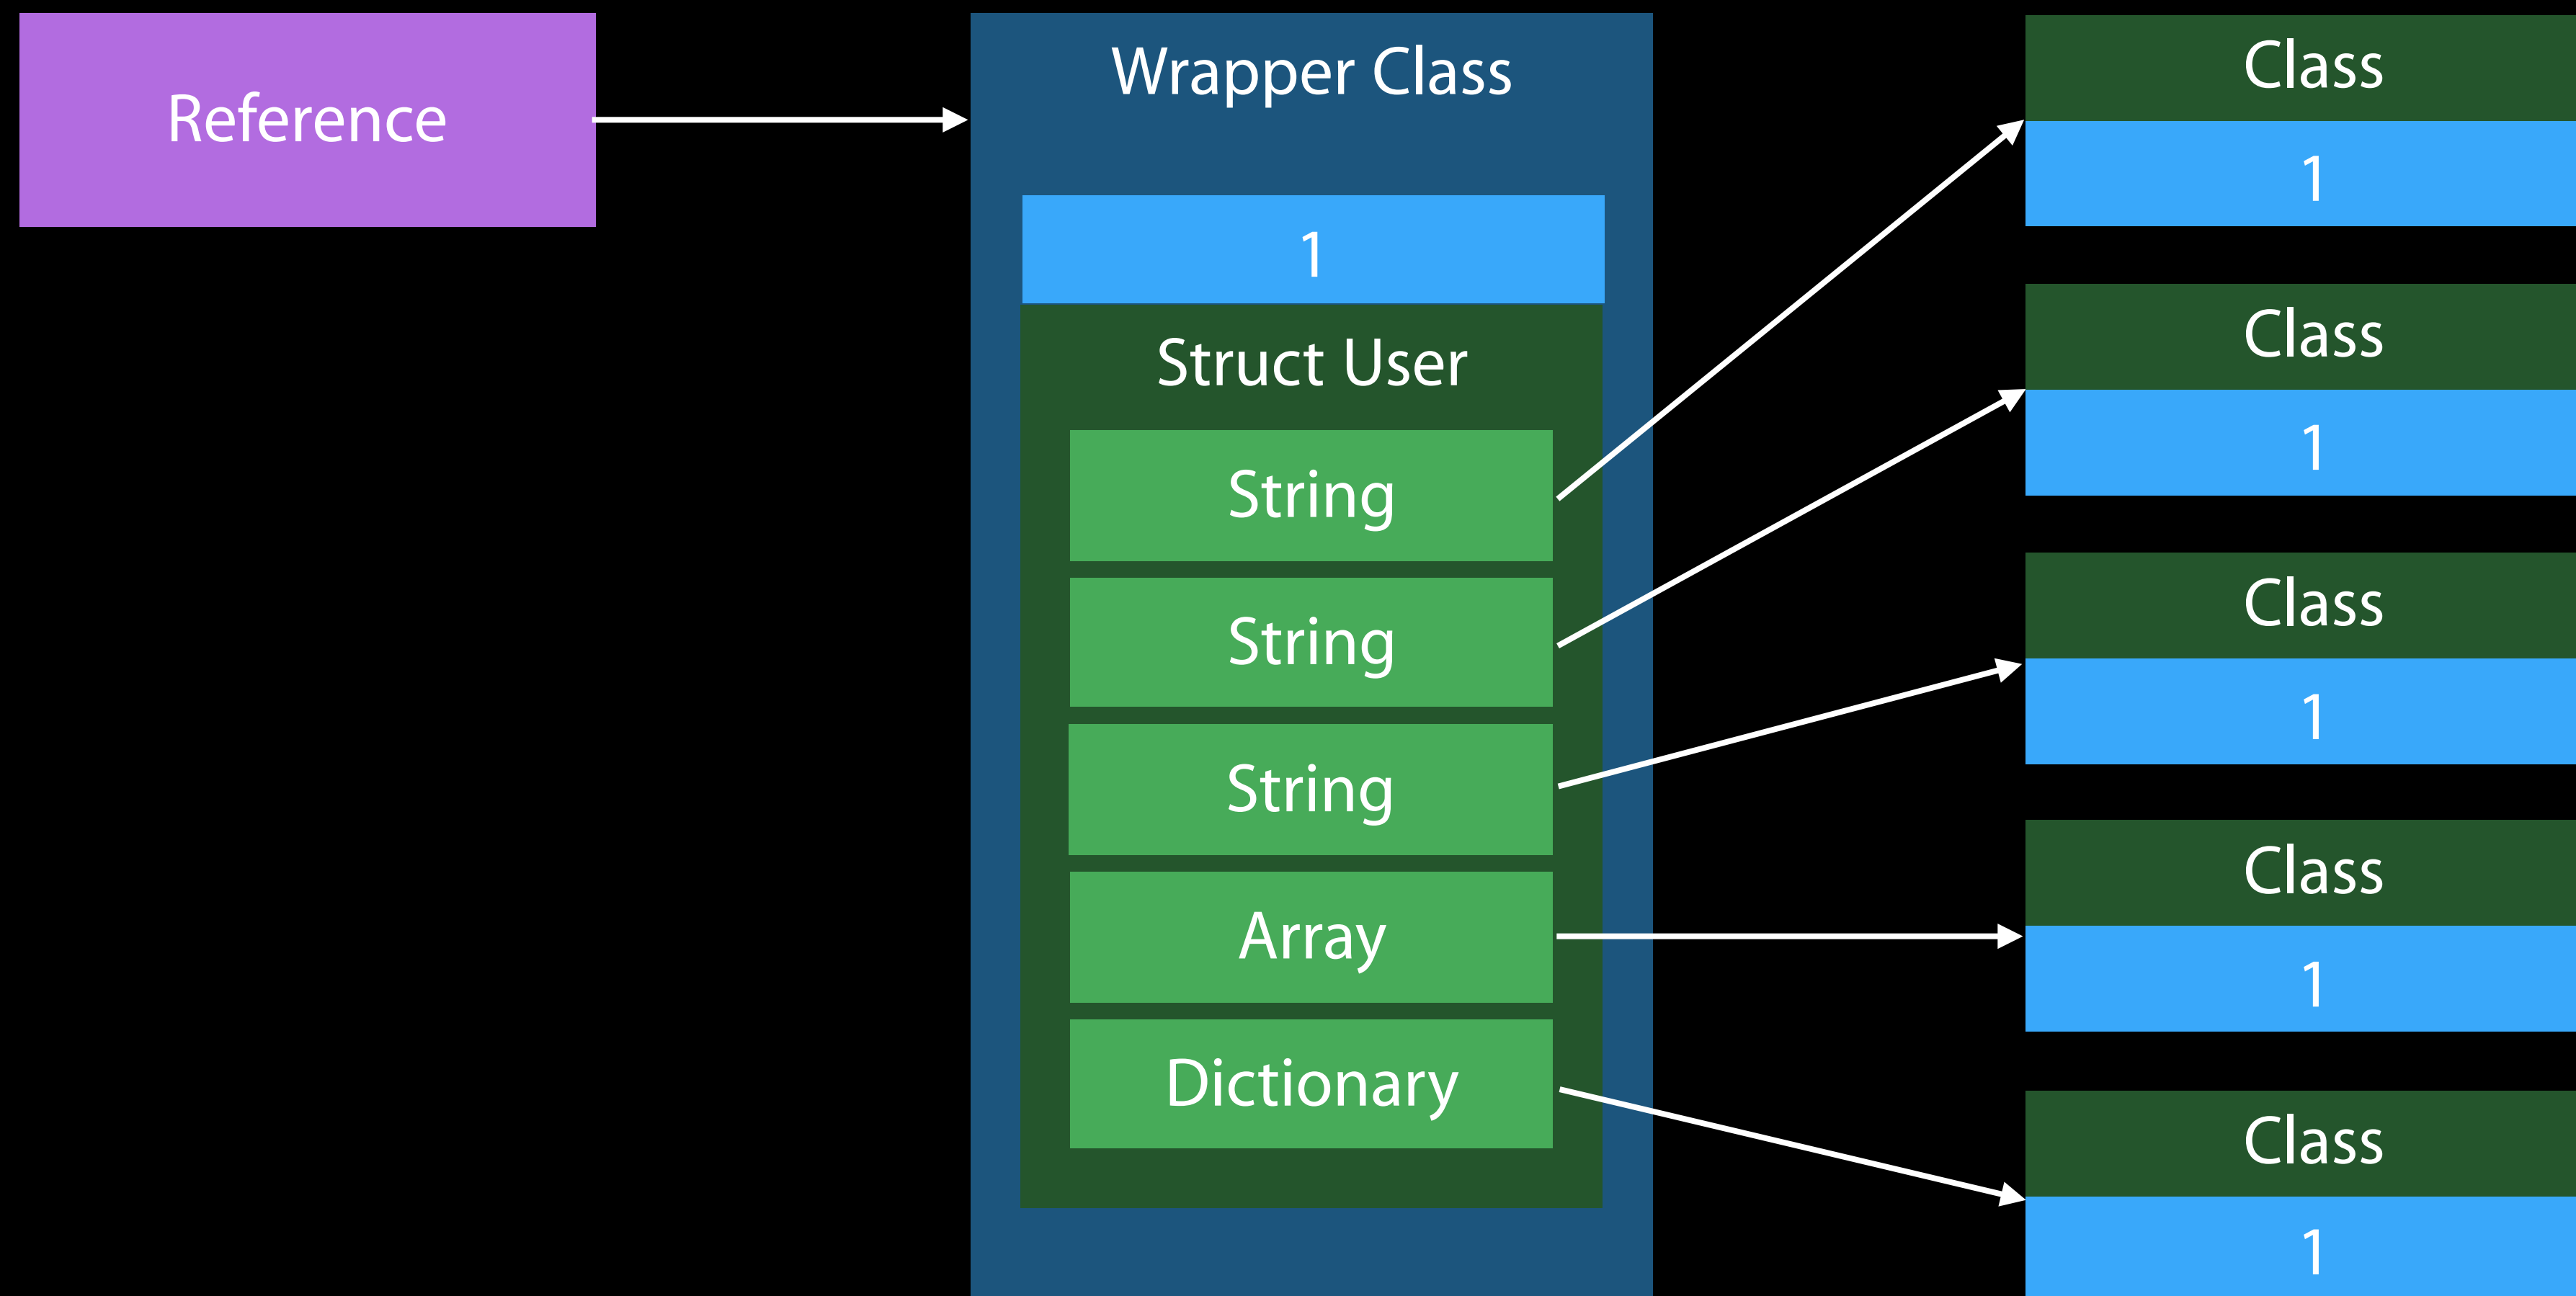 Reference
Wrapper Class
1
Struct User
String
String
String
Array
Dictionary
Class
1
Class
1
Class
1
Class
1
Class
1